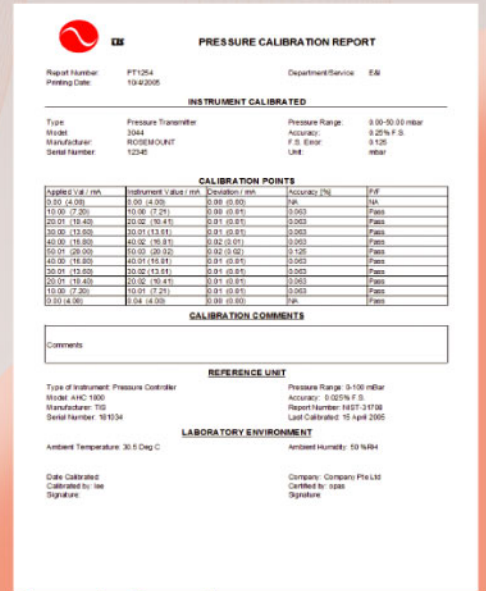 PRESSURE CALIBRATION REPORT
Report Number: PT1254 Department/Service: E&I
Printing Date: 10/4/2005
INSTRUMENT CALIBRATED
Type: Pressure Transmitter Pressure Range: 0.00-50.00 mbar
Model: 3044 Accuracy: 0.25% F.S.
Manufacturer: ROSEMOUNT F.S. Error: 0.125
Serial Number: 12345 Unit: mbar
CALIBRATION POINTS
Applied Val / mA Instrument Value / mA Deviation / mA Accuracy [%] P/F
0.00 (4.00) 0.00 (4.00) 0.00 (0.00) NA NA
10.00 (7.20) 10.00 (7.21) 0.00 (0.01) 0.063 Pass
20.01 (10.40) 20.02 (10.41) 0.01 (0.01) 0.063 Pass
30.00 (13.60) 30.01 (13.61) 0.01 (0.01) 0.063 Pass
40.00 (16.80) 40.02 (16.81) 0.02 (0.01) 0.063 Pass
50.01 (20.00) 50.03 (20.02) 0.02 (0.02) 0.125 Pass
40.00 (16.80) 40.01 (16.81) 0.01 (0.01) 0.063 Pass
30.01 (13.60) 30.02 (13.61) 0.01 (0.01) 0.063 Pass
20.01 (10.40) 20.02 (10.41) 0.01 (0.01) 0.063 Pass
10.00 (7.20) 10.01 (7.21) 0.01 (0.01) 0.063 Pass
0.00 (4.00) 0.04 (4.00) 0.00 (0.00) NA Pass
CALIBRATION COMMENTS
Comments
REFERENCE UNIT
Type of Instrument: Pressure Controller Pressure Range: 0-100 mBar
Model: AHC 1000 Accuracy: 0.025% F.S.
Manufacturer: TIS Report Number: NIST-31708
Serial Number: 181034 Last Calibrated: 15 April 2005
LABORATORY ENVIRONMENT
Ambient Temperature: 30.5 Deg C Ambient Humidity: 50 %RH
Date Calibrated: Company: Company Pte Ltd
Calibrated by: lee Certified by: opas
Signature: Signature